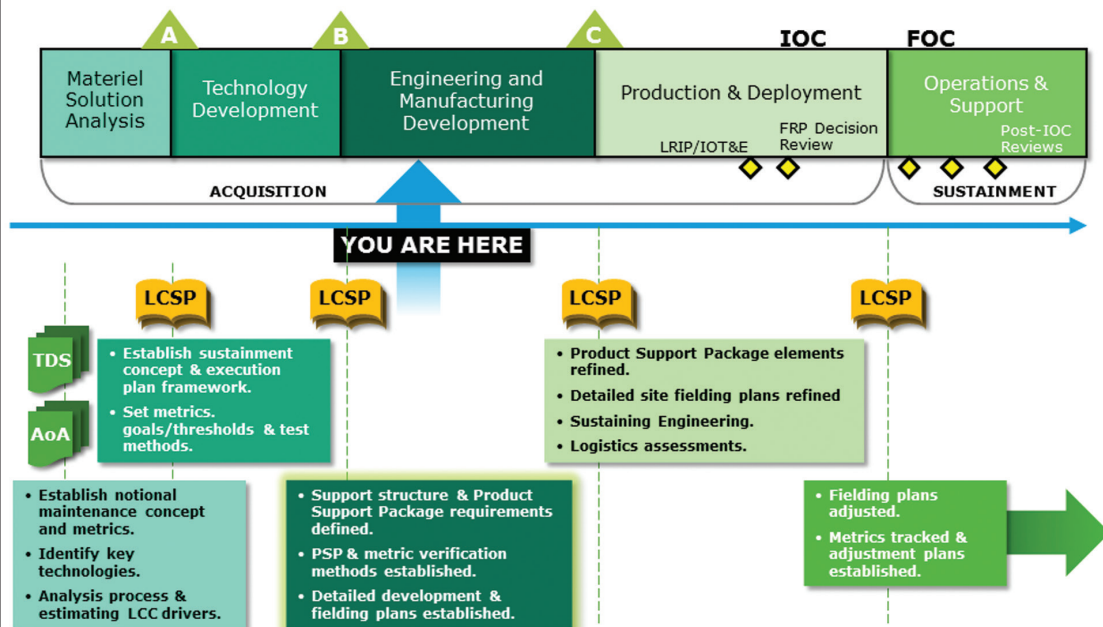 A
B
C
IOC
FOC
Materiel
Solution
Analysis
Technology
Development
Engineering and
Manufacturing
Development
Production & Deployment
LRIP/IOT&E
FRP Decision
Review
Operations &
Support
Post-IOC
Reviews
ACQUISITION
SUSTAINMENT
YOU ARE HERE
LCSP
LCSP
LCSP
LCSP
TDS
AoA
• Establish sustainment
concept & execution
plan framework.
• Set metrics.
goals/thresholds & test
methods.
• Product Support Package elements
refined.
• Detailed site fielding plans refined
• Sustaining Engineering.
• Logistics assessments.
• Establish notional
maintenance concept
and metrics.
• Identify key
technologies.
• Analysis process &
estimating LCC drivers.
• Support structure & Product
Support Package requirements
defined.
• PSP & metric verification
methods established.
• Detailed development &
fielding plans established.
• Fielding plans
adjusted.
• Metrics tracked &
adjustment plans
established.